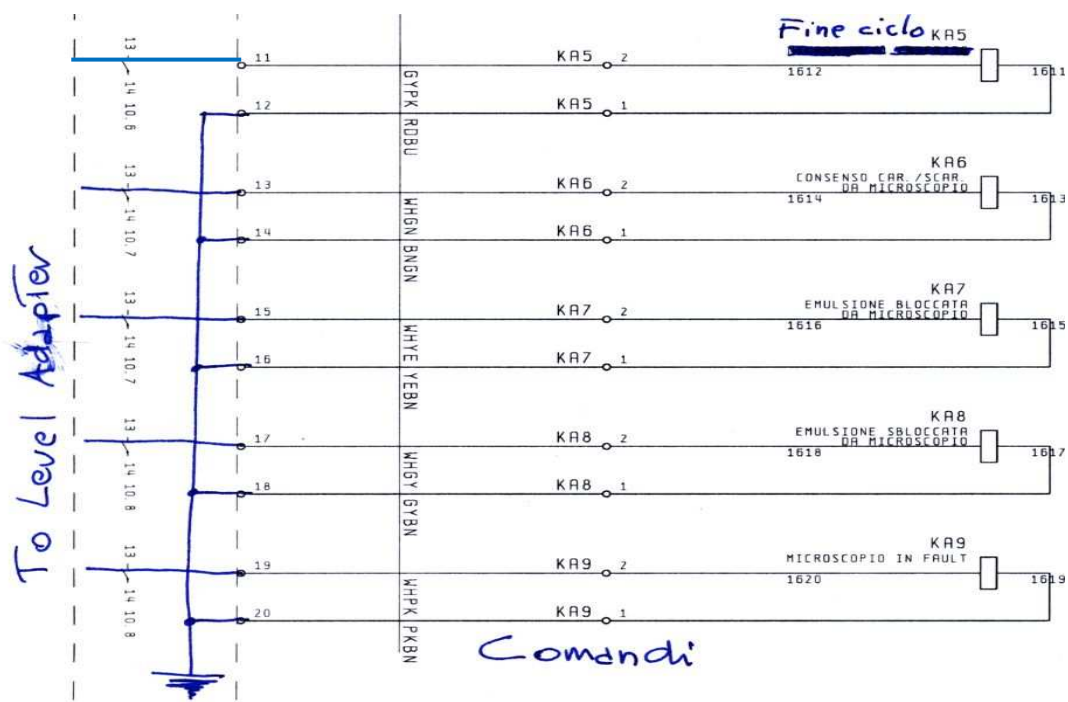 Fine ciclo KA5
13 14 10.6
11 KA5 2 1612 1611
GYPK RDBU
12 KA5 1
KA6
CONSENSO CAR./SCAR.
DA MICROSCOPIO
13 14 10.7
13 KA6 2 1614 1613
WHGN BNGN
14 KA6 1
KA7
EMULSIONE BLOCCATA
DA MICROSCOPIO
13 14 10.7
15 KA7 2 1616 1615
WHYE YEBN
16 KA7 1
KA8
EMULSIONE SBLOCCATA
DA MICROSCOPIO
13 14 10.8
17 KA8 2 1618 1617
WHGY GYBN
18 KA8 1
KA9
MICROSCOPIO IN FAULT
13 14 10.8
19 KA9 2 1620 1619
WHPK PKBN
20 KA9 1
To Level Adapter
Comandi